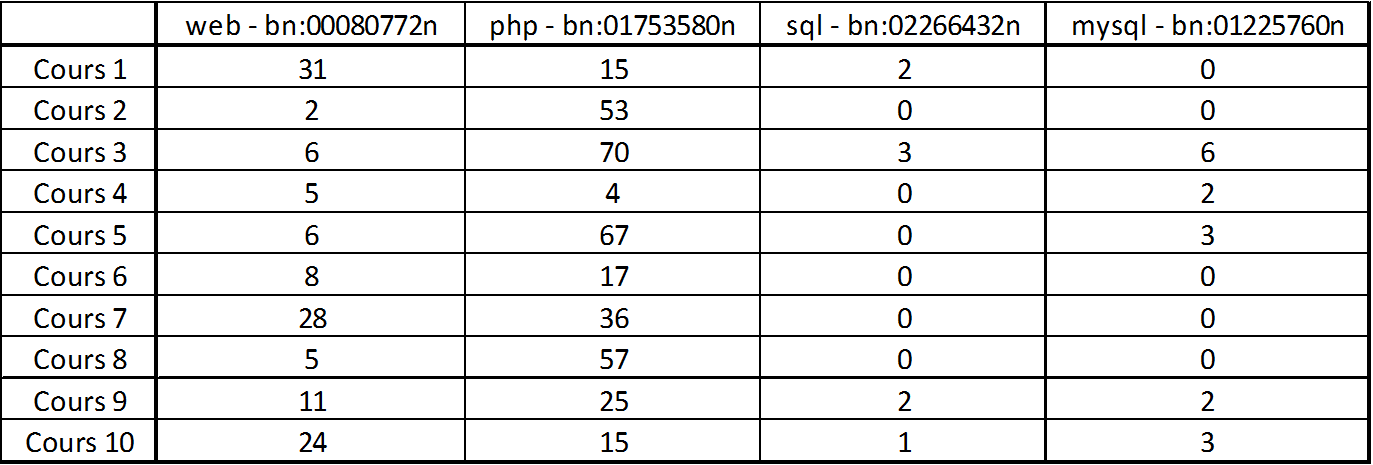 web - bn:00080772n php - bn:01753580n sql - bn:02266432n mysql - bn:01225760n
Cours 1 31 15 2 0
Cours 2 2 53 0 0
Cours 3 6 70 3 6
Cours 4 5 4 0 2
Cours 5 6 67 0 3
Cours 6 8 17 0 0
Cours 7 28 36 0 0
Cours 8 5 57 0 0
Cours 9 11 25 2 2
Cours 10 24 15 1 3